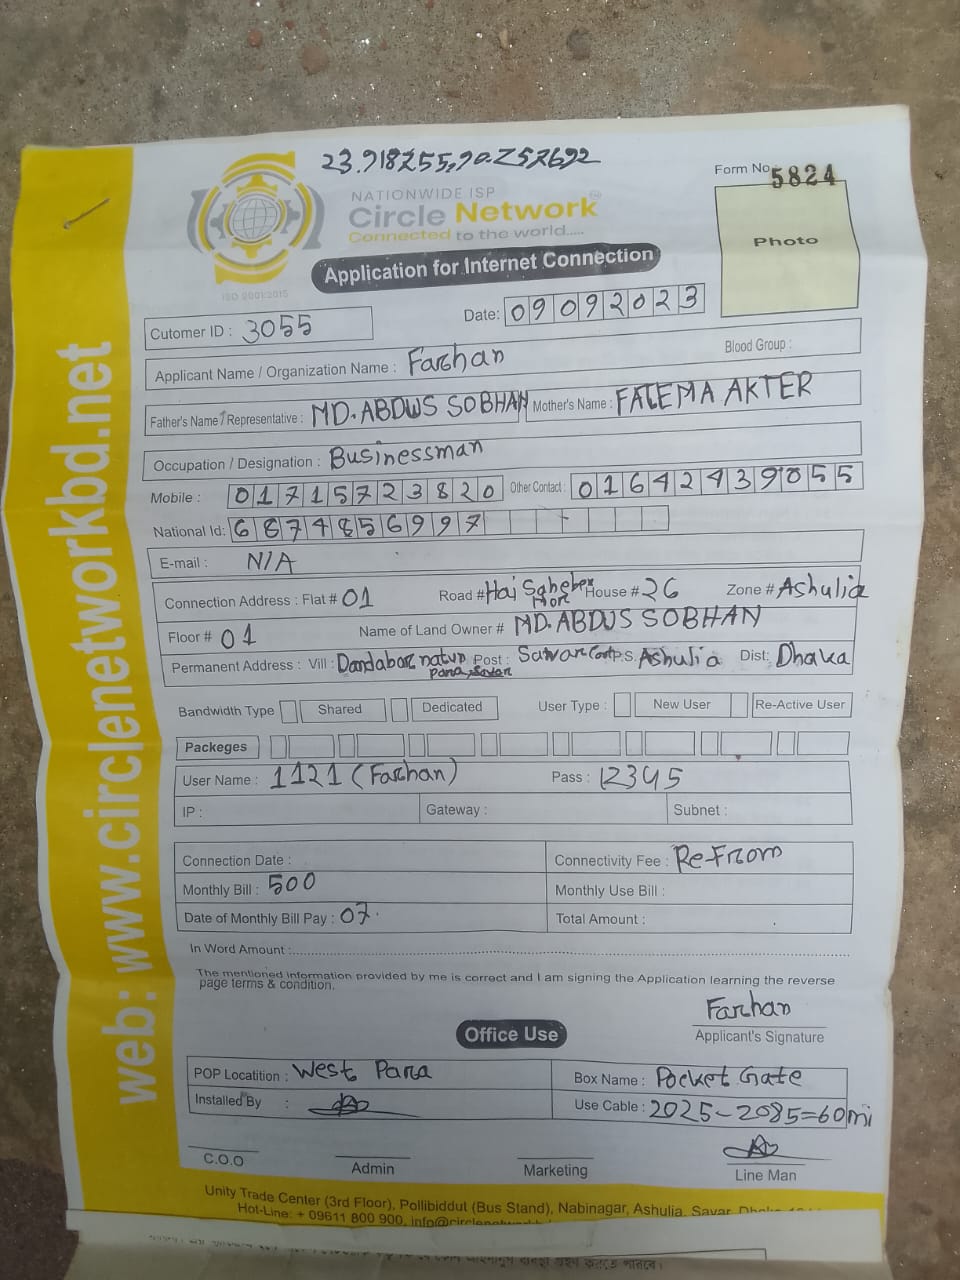 23.918255,90.252692
Form No 5824
NATIONWIDE ISP
Circle Network
Connected to the world.....
Photo
ISO 9001:2015
Application for Internet Connection
Cutomer ID : 3055
Date: 09092023
Applicant Name / Organization Name : Farhan
Blood Group :
Father's Name / Representative : MD. ABDUS SOBHAN Mother's Name : FATEMA AKTER
Occupation / Designation : Businessman
Mobile : 01715723820 Other Contact : 01642439055
National Id: 6874856997
E-mail : N/A
Connection Address : Flat # 01 Road # Haj Saheber More House # 26 Zone # Ashulia
Floor # 01 Name of Land Owner # MD. ABDUS SOBHAN
Permanent Address : Vill : Dandabor natun para, Savar Post : Savar Cant P.S. Ashulia Dist: Dhaka
Bandwidth Type Shared Dedicated User Type : New User Re-Active User
Packeges
User Name : 1121 (Farhan) Pass : 12345
IP : Gateway : Subnet :
Connection Date : Connectivity Fee : Re-From
Monthly Bill : 500 Monthly Use Bill :
Date of Monthly Bill Pay : 07. Total Amount :
In Word Amount :
The mentioned information provided by me is correct and I am signing the Application learning the reverse
page terms & condition.
Farhan
Applicant's Signature
Office Use
POP Locatition : West Para Box Name : Pocket Gate
Installed By : Use Cable : 2025-2085=60mi
C.O.O Admin Marketing Line Man
Unity Trade Center (3rd Floor), Pollibiddut (Bus Stand), Nabinagar, Ashulia, Savar, Dhaka
Hot-Line: + 09611 800 900,
web: www.circlenetworkbd.net